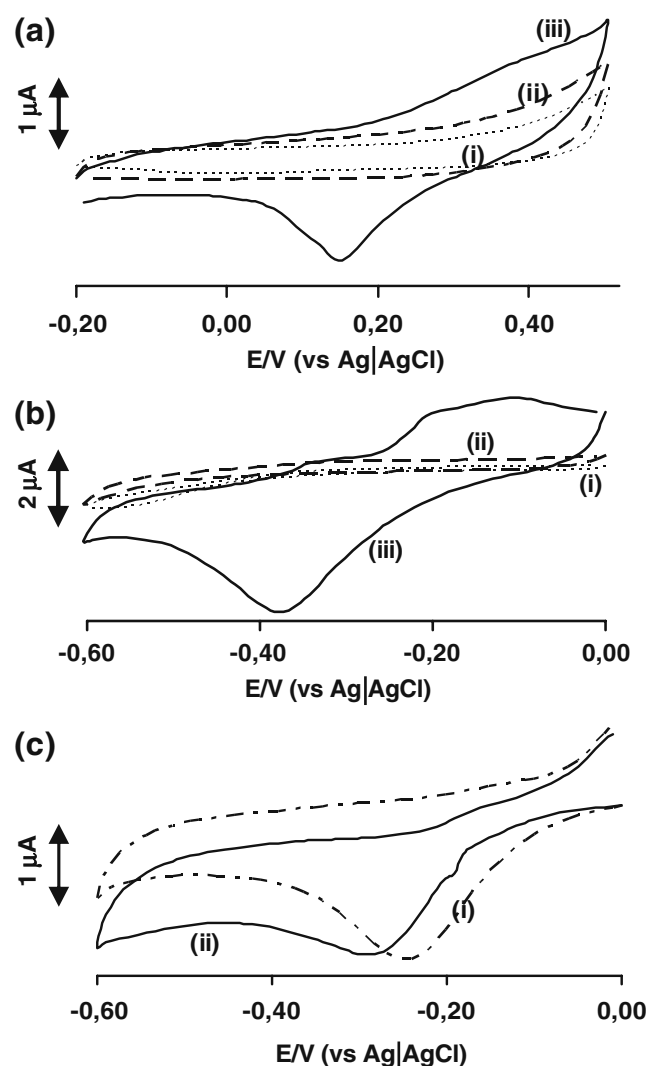 (a)
(iii)
(ii)
(i)
1 µA
-0,20 0,00 0,20 0,40
E/V (vs Ag|AgCl)
(b)
(ii)
(i)
(iii)
2 µA
-0,60 -0,40 -0,20 0,00
E/V (vs Ag|AgCl)
(c)
1 µA
(i)
(ii)
-0,60 -0,40 -0,20 0,00
E/V (vs Ag|AgCl)